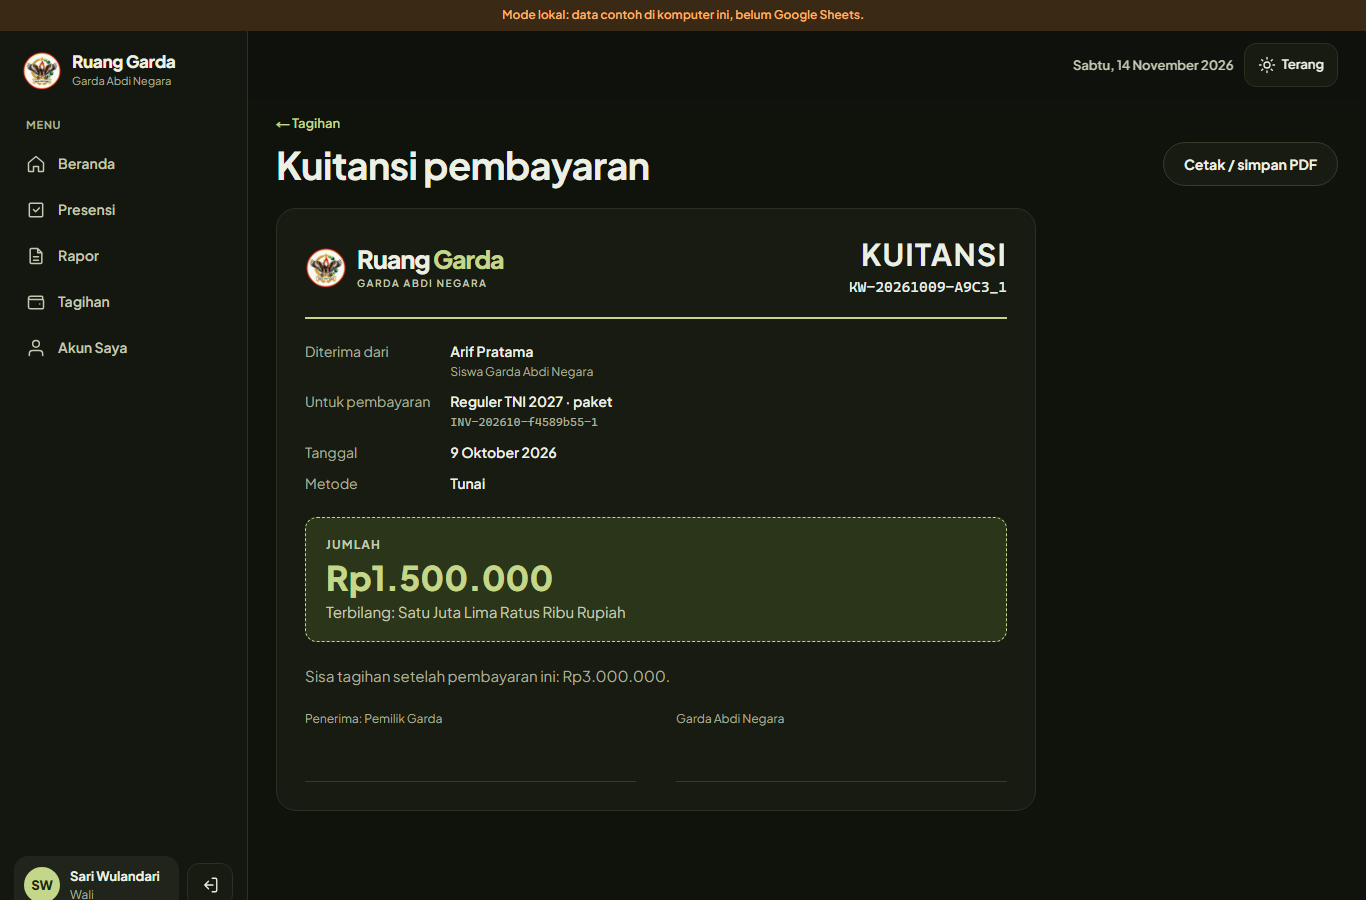 Mode lokal: data contoh di komputer ini, belum Google Sheets.
Ruang Garda
Garda Abdi Negara
MENU
Beranda
Presensi
Rapor
Tagihan
Akun Saya
Sari Wulandari
SW
Wali
Sabtu, 14 November 2026
Terang
← Tagihan
Kuitansi pembayaran
Cetak / simpan PDF
Ruang Garda
GARDA ABDI NEGARA
KUITANSI
KW-20261009-A9C3_1
Diterima dari
Arif Pratama
Siswa Garda Abdi Negara
Untuk pembayaran
Reguler TNI 2027 · paket
INV-202610-f4589b55-1
Tanggal
9 Oktober 2026
Metode
Tunai
JUMLAH
Rp1.500.000
Terbilang: Satu Juta Lima Ratus Ribu Rupiah
Sisa tagihan setelah pembayaran ini: Rp3.000.000.
Penerima: Pemilik Garda
Garda Abdi Negara